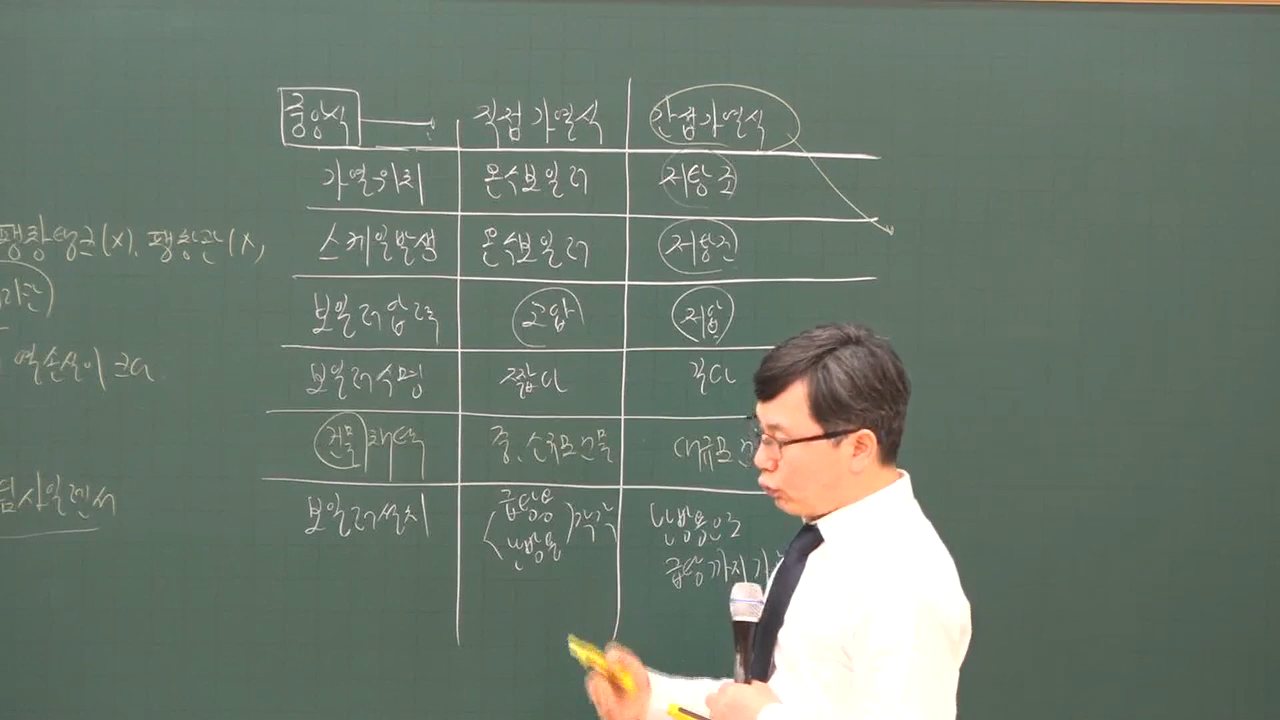 중앙식 직접가열식 간접가열식
가열위치 온수보일러 저탕조
스케일발생 온수보일러 저탕조
보일러압력 고압 저압
보일러수명 짧다 길다
건물 중.소규모건물 대규모
보일러설치 급탕용 난방용 각각 난방용으로
급탕까지
팽창탱크(x), 팽창관(x,
열손실이 크다
사일렌서